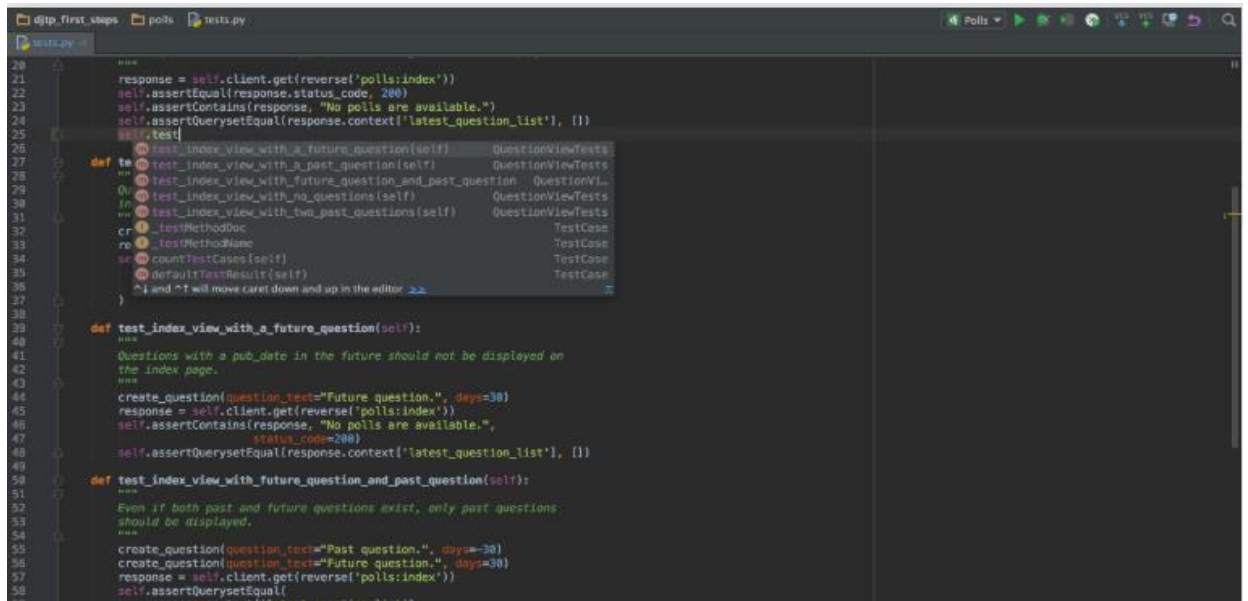 djtp_first_steps polls tests.py Polls
tests.py
20 """
21 response = self.client.get(reverse('polls:index'))
22 self.assertEqual(response.status_code, 200)
23 self.assertContains(response, "No polls are available.")
24 self.assertQuerysetEqual(response.context['latest_question_list'], [])
25 self.test
26 test_index_view_with_a_future_question(self) QuestionViewTests
27 def te test_index_view_with_a_past_question(self) QuestionViewTests
28 "" test_index_view_with_future_question_and_past_question QuestionVi…
29 Qu test_index_view_with_no_questions(self) QuestionViewTests
30 in test_index_view_with_two_past_questions(self) QuestionViewTests
31 "" _testMethodDoc TestCase
32 cr _testMethodName TestCase
33 re countTestCases(self) TestCase
34 se defaultTestResult(self) TestCase
35
36 ^↓ and ^↑ will move caret down and up in the editor >> π
37 )
38
39 def test_index_view_with_a_future_question(self):
40 """
41 Questions with a pub_date in the future should not be displayed on
42 the index page.
43 """
44 create_question(question_text="Future question.", days=30)
45 response = self.client.get(reverse('polls:index'))
46 self.assertContains(response, "No polls are available.",
47 status_code=200)
48 self.assertQuerysetEqual(response.context['latest_question_list'], [])
49
50 def test_index_view_with_future_question_and_past_question(self):
51 """
52 Even if both past and future questions exist, only past questions
53 should be displayed.
54 """
55 create_question(question_text="Past question.", days=-30)
56 create_question(question_text="Future question.", days=30)
57 response = self.client.get(reverse('polls:index'))
58 self.assertQuerysetEqual(